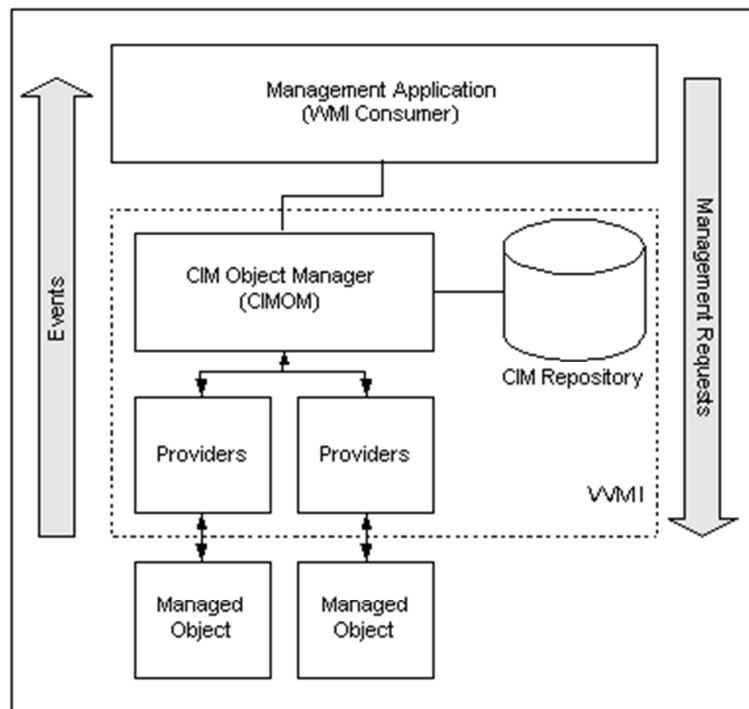 Management Application
(WMI Consumer)
Events
Management Requests
CIM Object Manager
(CIMOM)
CIM Repository
Providers
Providers
WMI
Managed
Object
Managed
Object